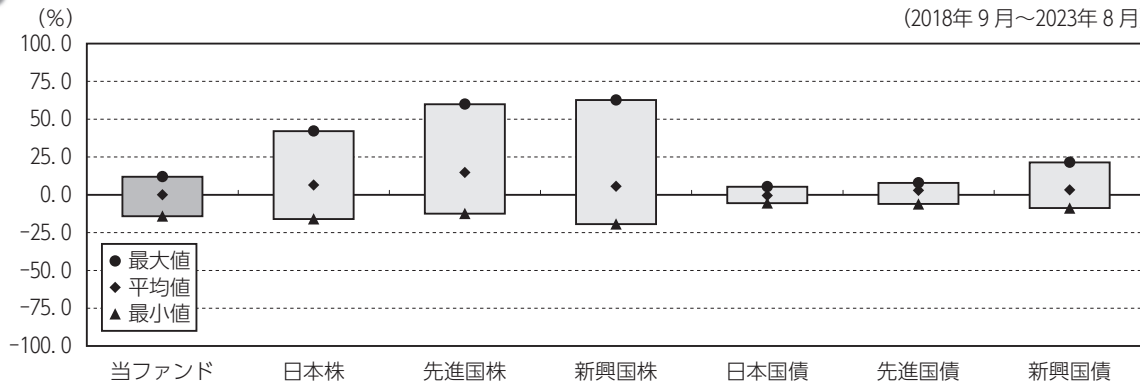 (%)
(2018年9月～2023年8月
100.0
75.0
50.0
25.0
0.0
-25.0
-50.0
-75.0
-100.0
● 最大値
◆ 平均値
▲ 最小値
当ファンド 日本株 先進国株 新興国株 日本国債 先進国債 新興国債